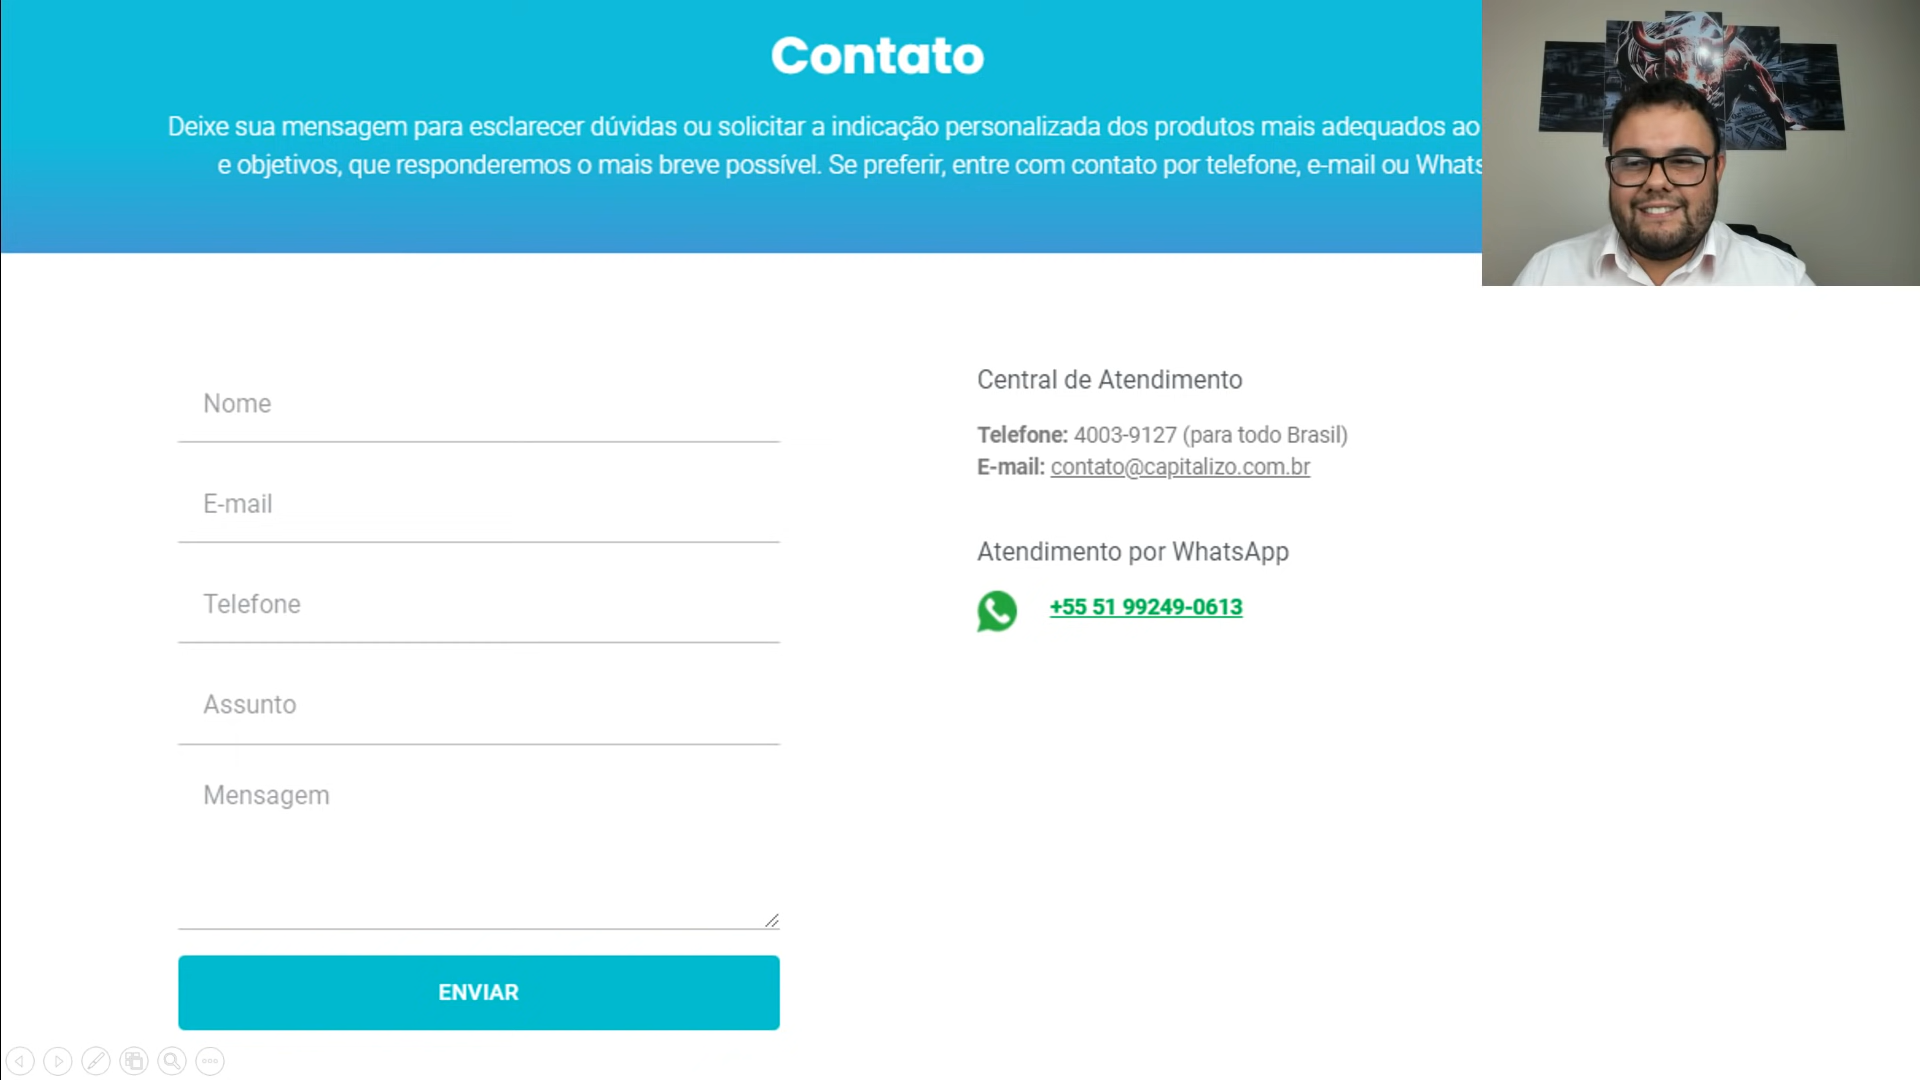 Contato
Deixe sua mensagem para esclarecer dúvidas ou solicitar a indicação personalizada dos produtos mais adequados ao
e objetivos, que responderemos o mais breve possível. Se preferir, entre com contato por telefone, e-mail ou Whats
Nome
E-mail
Telefone
Assunto
Mensagem
ENVIAR
Central de Atendimento
Telefone: 4003-9127 (para todo Brasil)
E-mail: contato@capitalizo.com.br
Atendimento por WhatsApp
+55 51 99249-0613